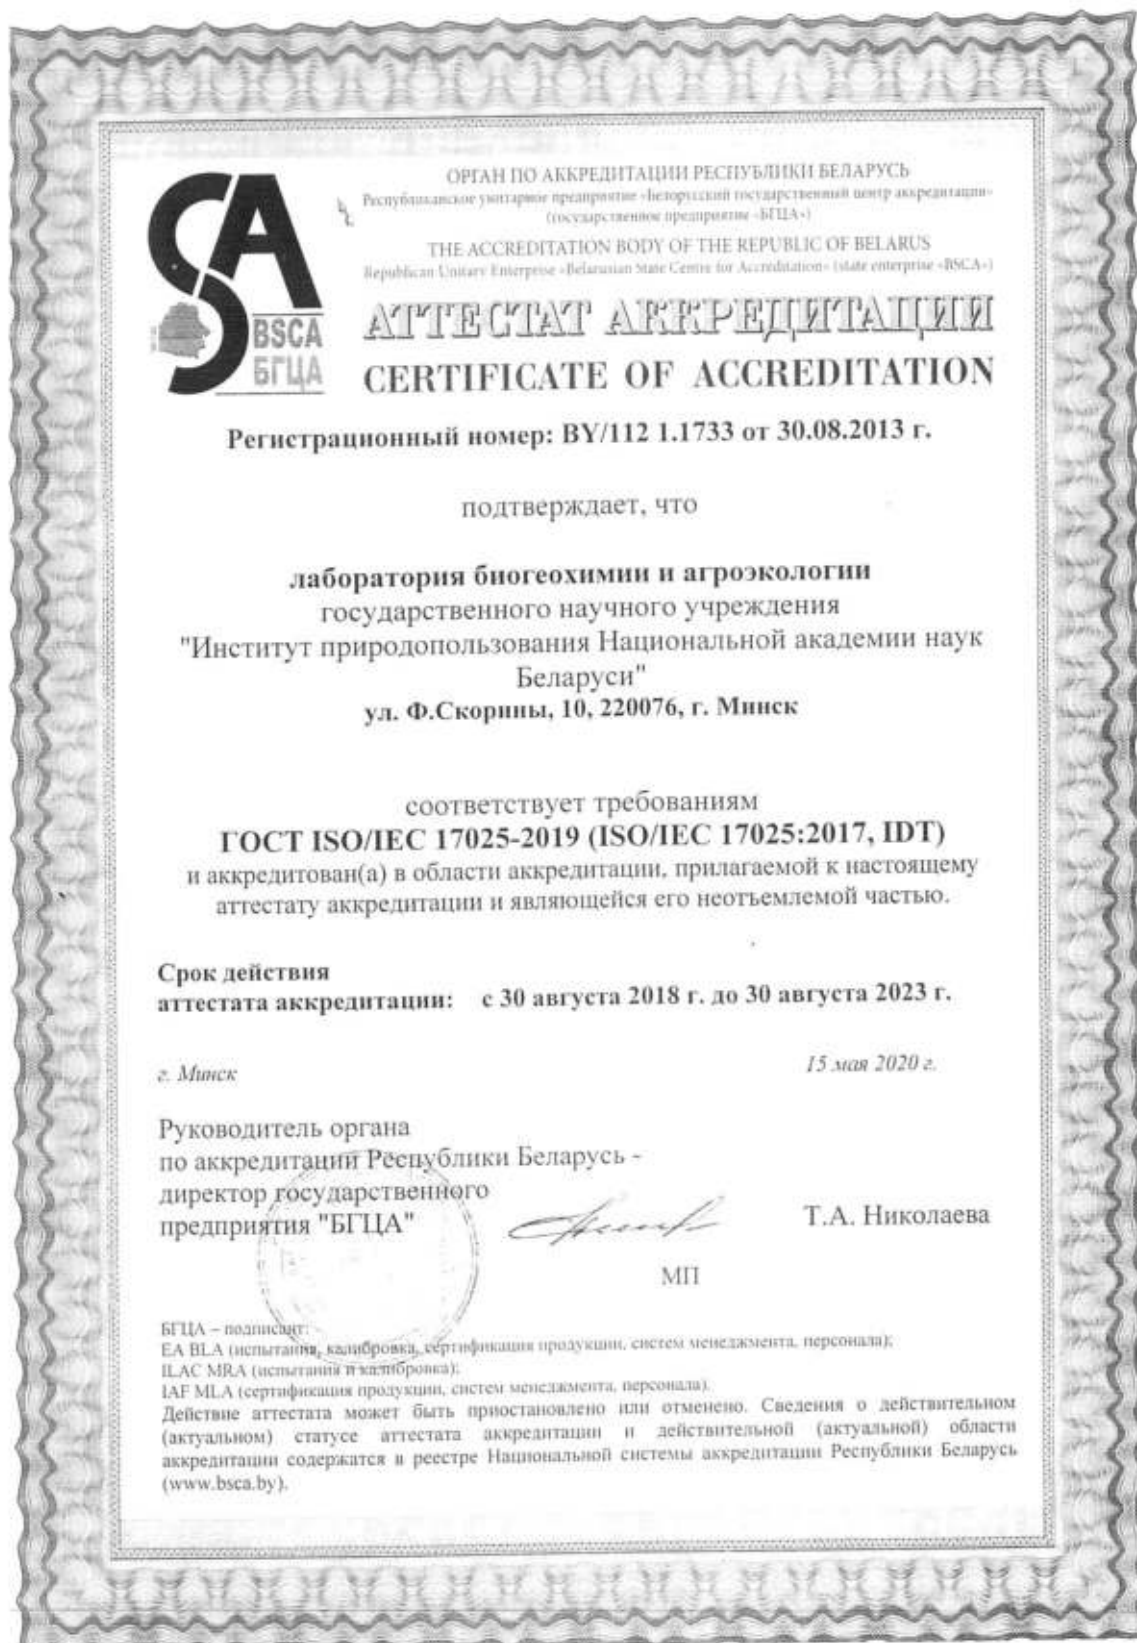 ОРГАН ПО АККРЕДИТАЦИИ РЕСПУБЛИКИ БЕЛАРУСЬ
Республиканское унитарное предприятие «Белорусский государственный центр аккредитации»
(государственное предприятие «БГЦА»)
THE ACCREDITATION BODY OF THE REPUBLIC OF BELARUS
Republican Unitary Enterprise «Belarusian State Centre for Accreditation» (state enterprise «BSCA»)
BSCA
БГЦА
АТТЕСТАТ АККРЕДИТАЦИИ
CERTIFICATE OF ACCREDITATION
Регистрационный номер: BY/112 1.1733 от 30.08.2013 г.
подтверждает, что
лаборатория биогеохимии и агроэкологии
государственного научного учреждения
"Институт природопользования Национальной академии наук
Беларуси"
ул. Ф.Скорины, 10, 220076, г. Минск
соответствует требованиям
ГОСТ ISO/IEC 17025-2019 (ISO/IEC 17025:2017, IDT)
и аккредитован(а) в области аккредитации, прилагаемой к настоящему
аттестату аккредитации и являющейся его неотъемлемой частью.
Срок действия
аттестата аккредитации: с 30 августа 2018 г. до 30 августа 2023 г.
г. Минск 15 мая 2020 г.
Руководитель органа
по аккредитации Республики Беларусь -
директор государственного
предприятия "БГЦА" Т.А. Николаева
МП
БГЦА – подписант:
EA BLA (испытания, калибровка, сертификация продукции, систем менеджмента, персонала);
ILAC MRA (испытания и калибровка);
IAF MLA (сертификация продукции, систем менеджмента, персонала).
Действие аттестата может быть приостановлено или отменено. Сведения о действительном
(актуальном) статусе аттестата аккредитации и действительной (актуальной) области
аккредитации содержатся в реестре Национальной системы аккредитации Республики Беларусь
(www.bsca.by).